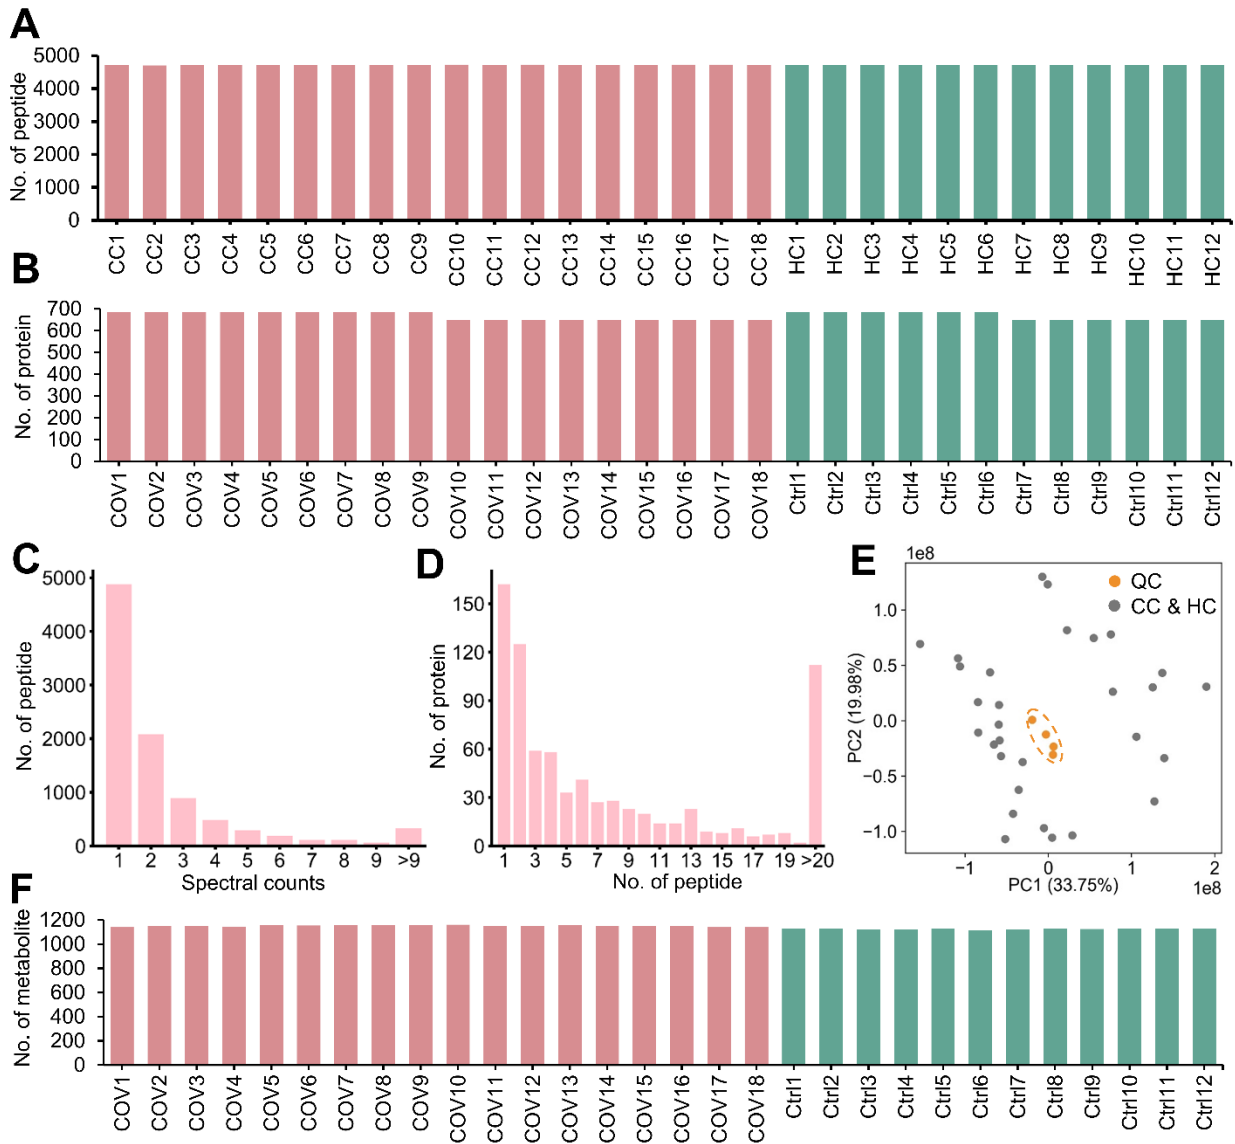 A
No. of peptide
5000
4000
3000
2000
1000
0
CC1 CC2 CC3 CC4 CC5 CC6 CC7 CC8 CC9 CC10 CC11 CC12 CC13 CC14 CC15 CC16 CC17 CC18 HC1 HC2 HC3 HC4 HC5 HC6 HC7 HC8 HC9 HC10 HC11 HC12
B
No. of protein
700
600
500
400
300
200
100
0
COV1 COV2 COV3 COV4 COV5 COV6 COV7 COV8 COV9 COV10 COV11 COV12 COV13 COV14 COV15 COV16 COV17 COV18 Ctrl1 Ctrl2 Ctrl3 Ctrl4 Ctrl5 Ctrl6 Ctrl7 Ctrl8 Ctrl9 Ctrl10 Ctrl11 Ctrl12
C
No. of peptide
5000
4000
3000
2000
1000
0
1 2 3 4 5 6 7 8 9 >9
Spectral counts
D
No. of protein
150
120
90
60
30
0
1 3 5 7 9 11 13 15 17 19 >20
No. of peptide
E
1e8
QC
CC & HC
PC2 (19.98%)
1.0
0.5
0.0
−0.5
−1.0
−1 0 1 2
PC1 (33.75%)
1e8
F
No. of metabolite
1200
1000
800
600
400
200
0
COV1 COV2 COV3 COV4 COV5 COV6 COV7 COV8 COV9 COV10 COV11 COV12 COV13 COV14 COV15 COV16 COV17 COV18 Ctrl1 Ctrl2 Ctrl3 Ctrl4 Ctrl5 Ctrl6 Ctrl7 Ctrl8 Ctrl9 Ctrl10 Ctrl11 Ctrl12